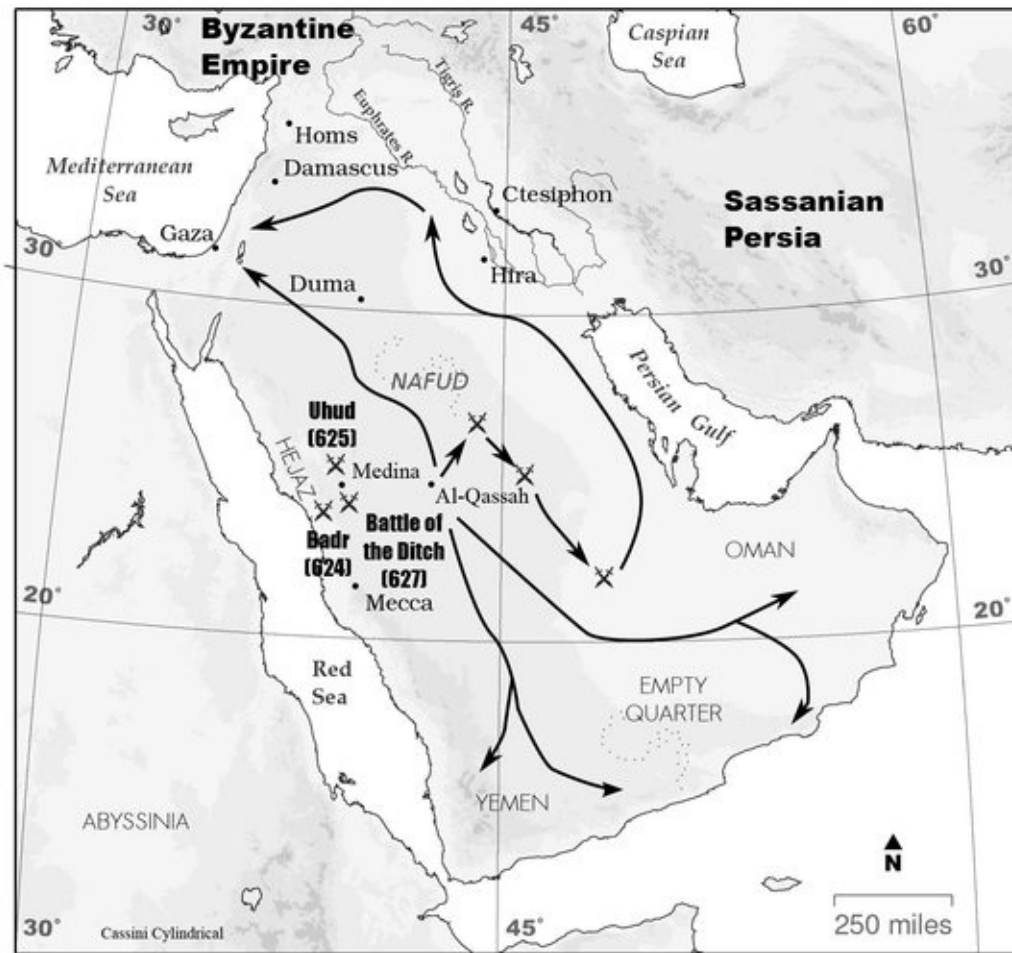 30°
45°
60°
Byzantine
Empire
Caspian
Sea
Tigris R.
Euphrates R.
Homs
Mediterranean
Sea
Damascus
Ctesiphon
Sassanian
Persia
Gaza
30°
Hira
30°
Duma
Persian Gulf
NAFUD
Uhud
(625)
HEJAZ
Medina
Al-Qassah
Badr
(624)
Battle of
the Ditch
(627)
OMAN
Mecca
20°
20°
Red
Sea
EMPTY
QUARTER
YEMEN
ABYSSINIA
N
30°
Cassini Cylindrical
45°
250 miles
60°